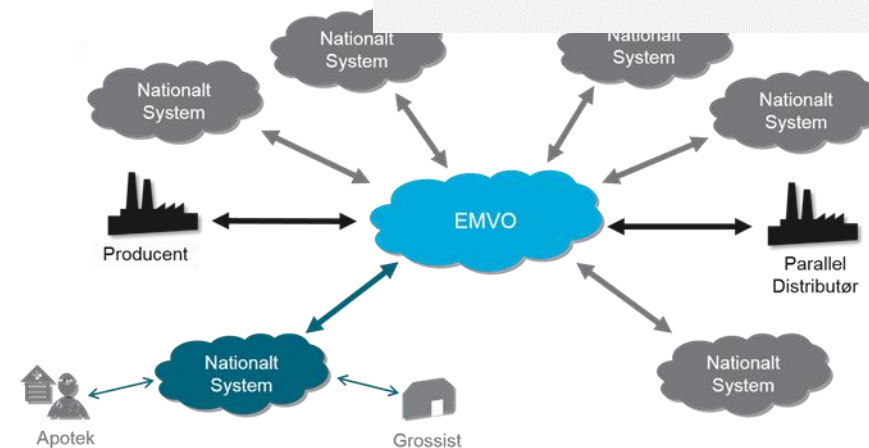 Nationalt
System
Nationalt
System
Nationalt
System
Nationalt
System
EMVO
Producent
Parallel
Distributør
Nationalt
System
Nationalt
System
Apotek
Grossist